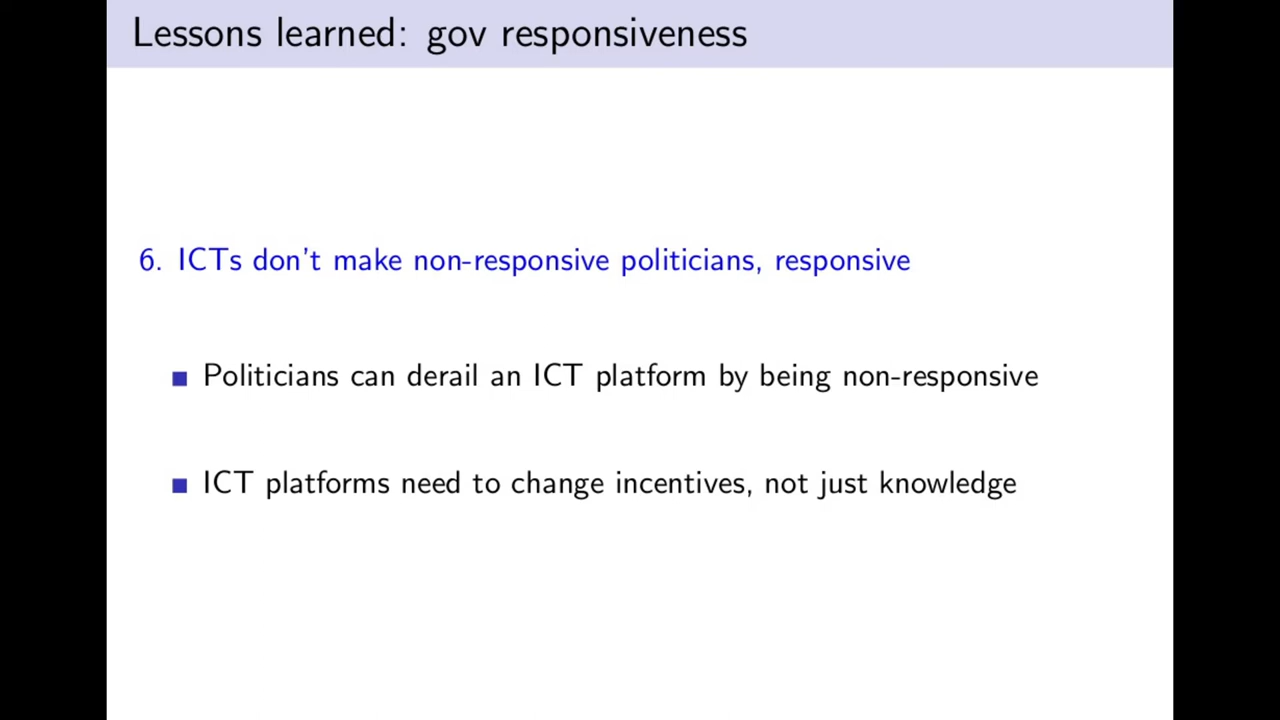 Lessons learned: gov responsiveness
6. ICTs don't make non-responsive politicians, responsive
Politicians can derail an ICT platform by being non-responsive
ICT platforms need to change incentives, not just knowledge